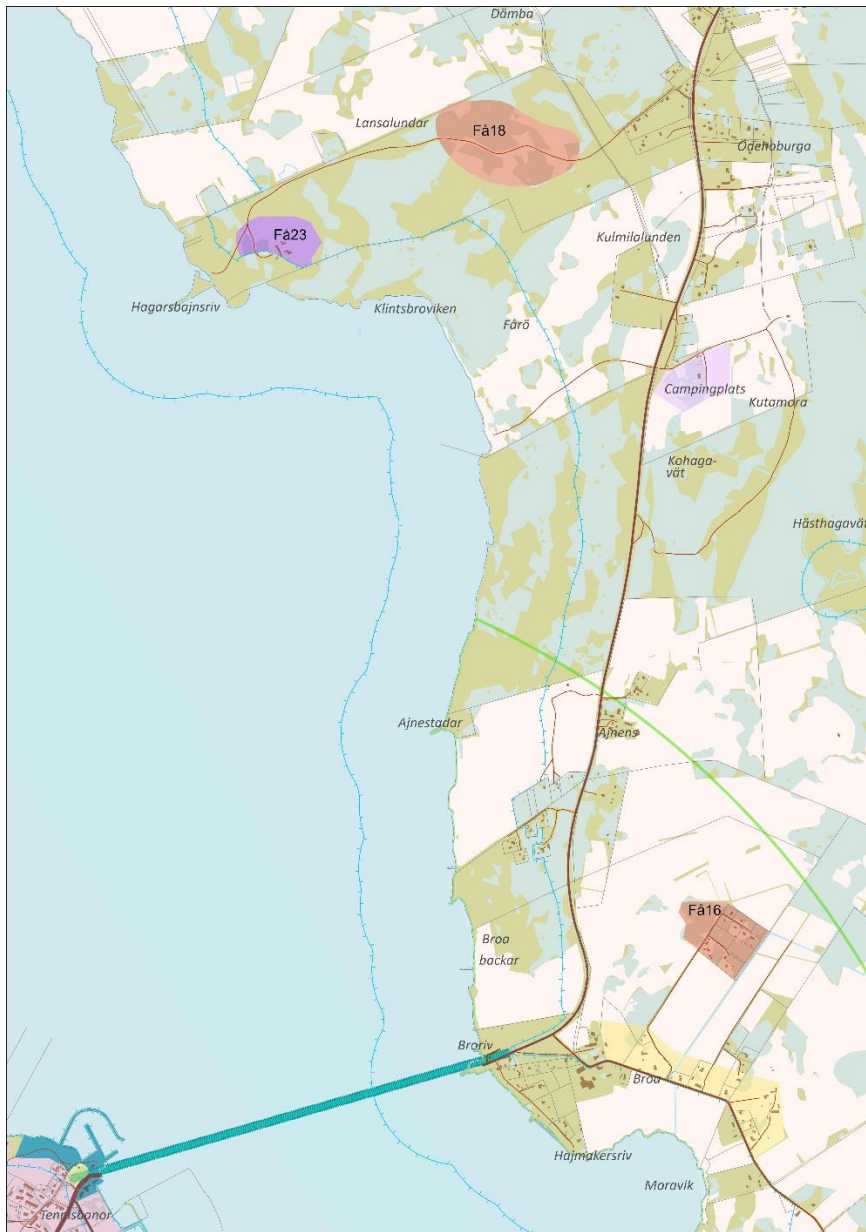 Dämba
Lansalundar
Få18
Odenoburga
Få23
Kulmilolunden
Hagarsbajnsriv
Klintsbroviken
Fårö
Campingplats
Kutamora
Kohaga-
vät
Hästhagavät
Ajnestadar
Ajnens
Få16
Broa
backar
Broriv
Broa
Hajmakersriv
Moravik
Tennisbanor